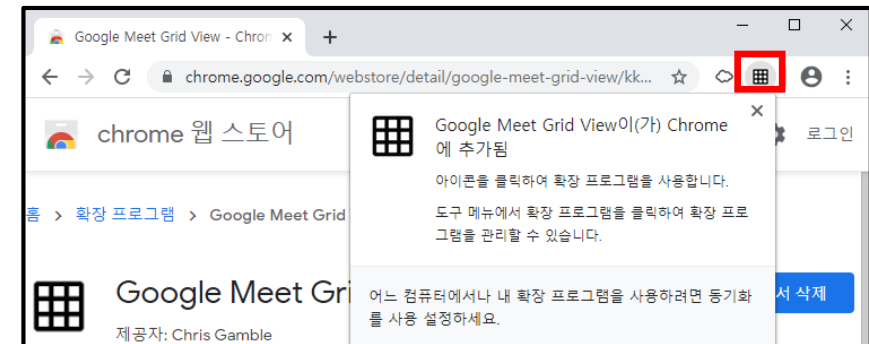 Google Meet Grid View - Chron
chrome.google.com/webstore/detail/google-meet-grid-view/kk...
chrome 웹 스토어
로그인
홈 > 확장 프로그램 > Google Meet Grid
Google Meet Grid View이(가) Chrome
에 추가됨
아이콘을 클릭하여 확장 프로그램을 사용합니다.
도구 메뉴에서 확장 프로그램을 클릭하여 확장 프로
그램을 관리할 수 있습니다.
어느 컴퓨터에서나 내 확장 프로그램을 사용하려면 동기화
를 사용 설정하세요.
Google Meet Gri
제공자: Chris Gamble
서 삭제